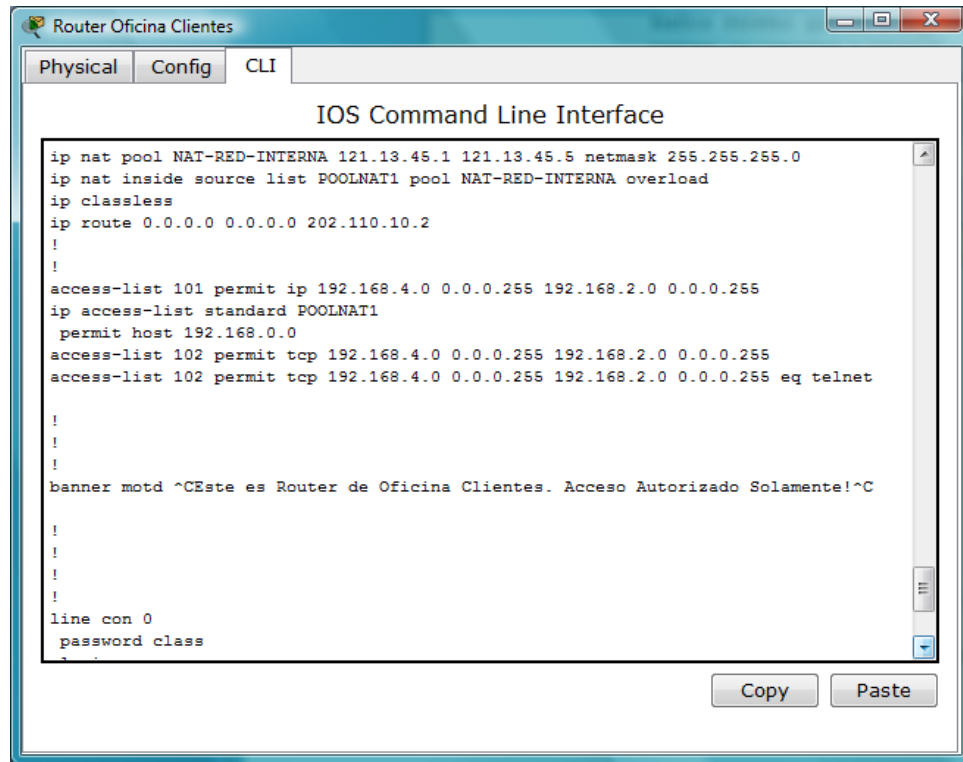 Router Oficina Clientes
Physical Config CLI
IOS Command Line Interface
ip nat pool NAT-RED-INTERNA 121.13.45.1 121.13.45.5 netmask 255.255.255.0
ip nat inside source list POOLNAT1 pool NAT-RED-INTERNA overload
ip classless
ip route 0.0.0.0 0.0.0.0 202.110.10.2
!
!
access-list 101 permit ip 192.168.4.0 0.0.0.255 192.168.2.0 0.0.0.255
ip access-list standard POOLNAT1
permit host 192.168.0.0
access-list 102 permit tcp 192.168.4.0 0.0.0.255 192.168.2.0 0.0.0.255
access-list 102 permit tcp 192.168.4.0 0.0.0.255 192.168.2.0 0.0.0.255 eq telnet
!
!
!
banner motd ^CEste es Router de Oficina Clientes. Acceso Autorizado Solamente!^C
!
!
!
!
line con 0
password class
Copy Paste